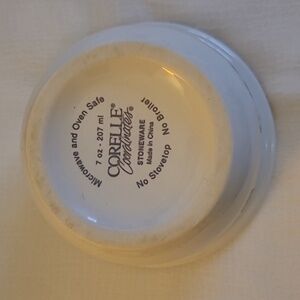 Microwave and Oven Safe
7 oz - 207 ml
CORELLE®
Coordinates®
STONEWARE
Made in China
No Stovetop No Broiler